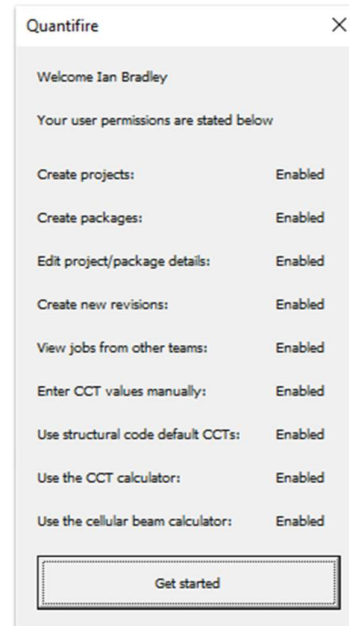 Quantifire
Welcome Ian Bradley
Your user permissions are stated below
Create projects: Enabled
Create packages: Enabled
Edit project/package details: Enabled
Create new revisions: Enabled
View jobs from other teams: Enabled
Enter CCT values manually: Enabled
Use structural code default CCTs: Enabled
Use the CCT calculator: Enabled
Use the cellular beam calculator: Enabled
Get started